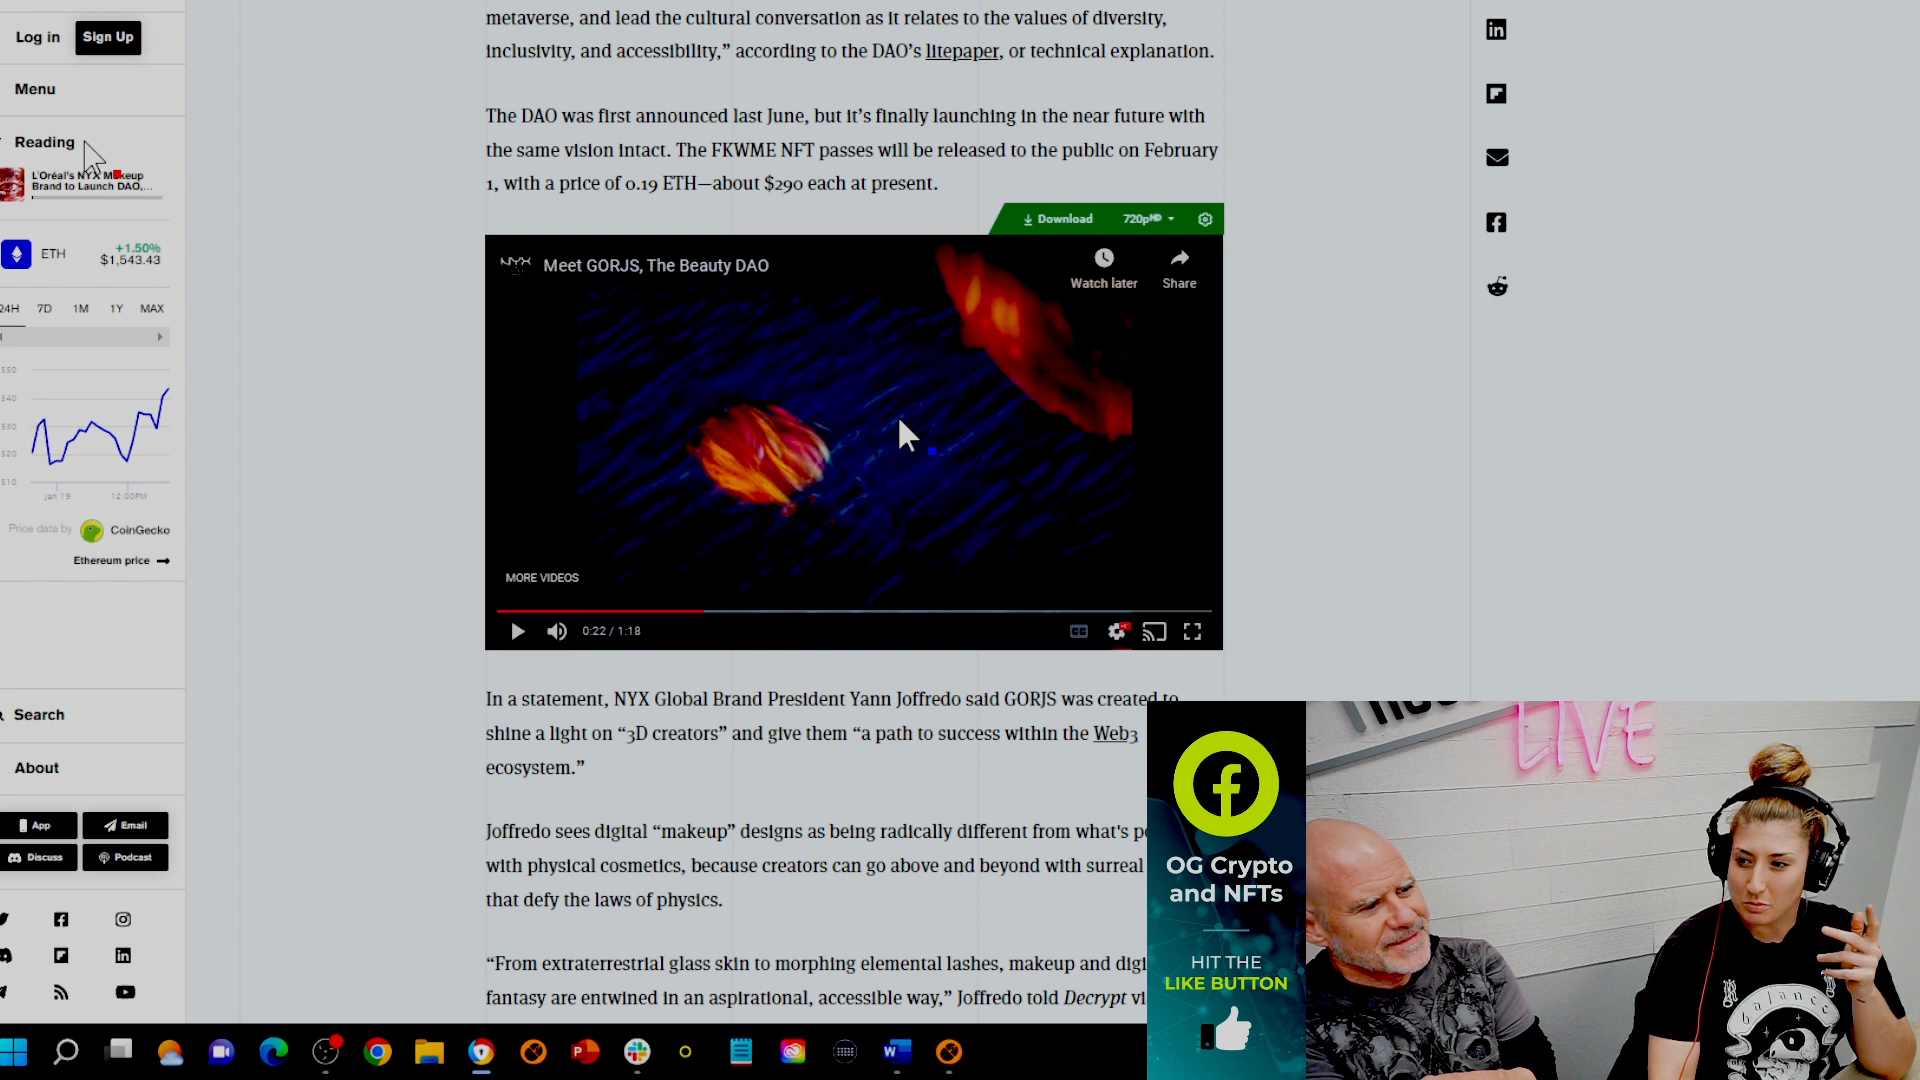 metaverse, and lead the cultural conversation as it relates to the values of diversity,
inclusivity, and accessibility,” according to the DAO’s litepaper, or technical explanation.
The DAO was first announced last June, but it’s finally launching in the near future with
the same vision intact. The FKWME NFT passes will be released to the public on February
1, with a price of 0.19 ETH—about $290 each at present.
Download 720pHD
NYX Meet GORJS, The Beauty DAO
Watch later Share
MORE VIDEOS
0:22 / 1:18
CC
In a statement, NYX Global Brand President Yann Joffredo said GORJS was created to
shine a light on “3D creators” and give them “a path to success within the Web3
ecosystem.”
Joffredo sees digital “makeup” designs as being radically different from what's
with physical cosmetics, because creators can go above and beyond with surreal
that defy the laws of physics.
“From extraterrestrial glass skin to morphing elemental lashes, makeup and digi
fantasy are entwined in an aspirational, accessible way,” Joffredo told Decrypt
Log in Sign Up
Menu
Reading
L'Oréal's NYX Makeup
Brand to Launch DAO,...
ETH +1.50%
$1,543.43
24H 7D 1M 1Y MAX
$50
$40
$30
$20
$10
Jan 19 12:00PM
Price data by CoinGecko
Ethereum price
Search
About
App Email
Discuss Podcast
OG Crypto
and NFTs
HIT THE
LIKE BUTTON
LIVE
balance